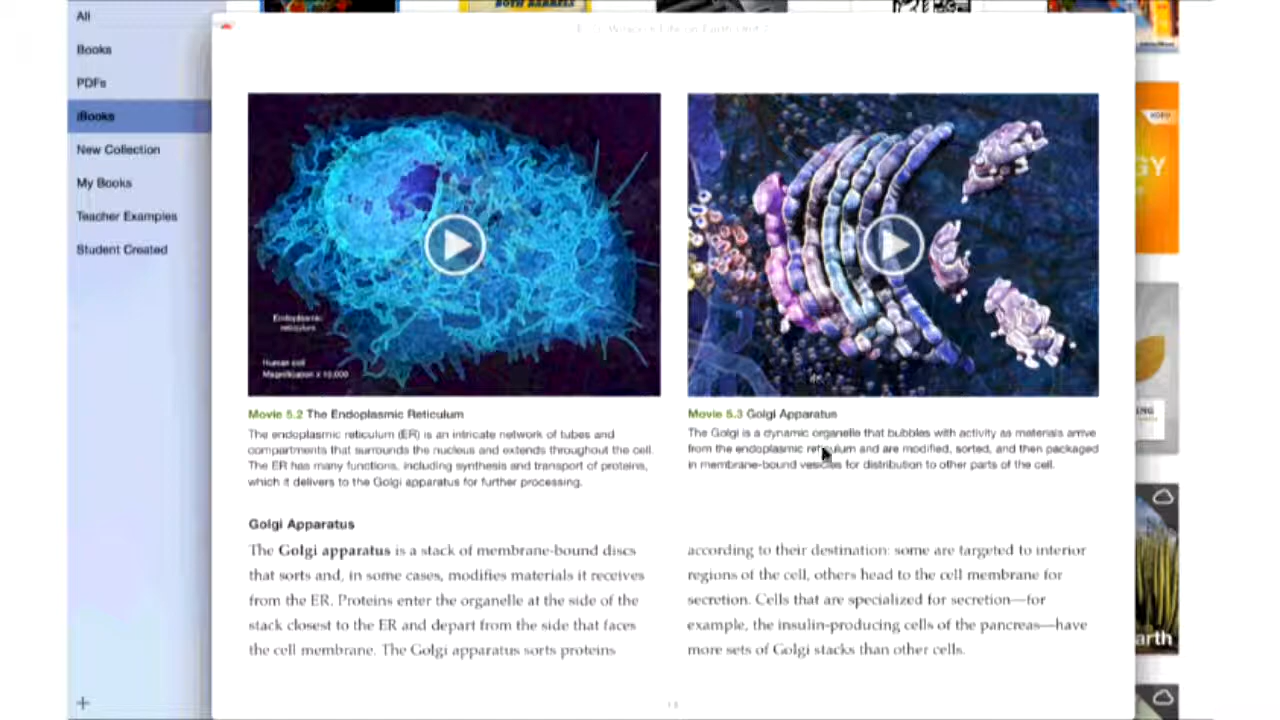 All
Books
PDFs
iBooks
New Collection
My Books
Teacher Examples
Student Created
+
BOTH BARRELS
E. O. Wilson's Life on Earth Unit 2
Endoplasmic
reticulum
Human cell
Magnification x 10,000
Movie 5.2 The Endoplasmic Reticulum
The endoplasmic reticulum (ER) is an intricate network of tubes and
compartments that surrounds the nucleus and extends throughout the cell.
The ER has many functions, including synthesis and transport of proteins,
which it delivers to the Golgi apparatus for further processing.
Movie 5.3 Golgi Apparatus
The Golgi is a dynamic organelle that bubbles with activity as materials arrive
from the endoplasmic reticulum and are modified, sorted, and then packaged
in membrane-bound vesicles for distribution to other parts of the cell.
Golgi Apparatus
The Golgi apparatus is a stack of membrane-bound discs
that sorts and, in some cases, modifies materials it receives
from the ER. Proteins enter the organelle at the side of the
stack closest to the ER and depart from the side that faces
the cell membrane. The Golgi apparatus sorts proteins
according to their destination: some are targeted to interior
regions of the cell, others head to the cell membrane for
secretion. Cells that are specialized for secretion—for
example, the insulin-producing cells of the pancreas—have
more sets of Golgi stacks than other cells.
GY
arth